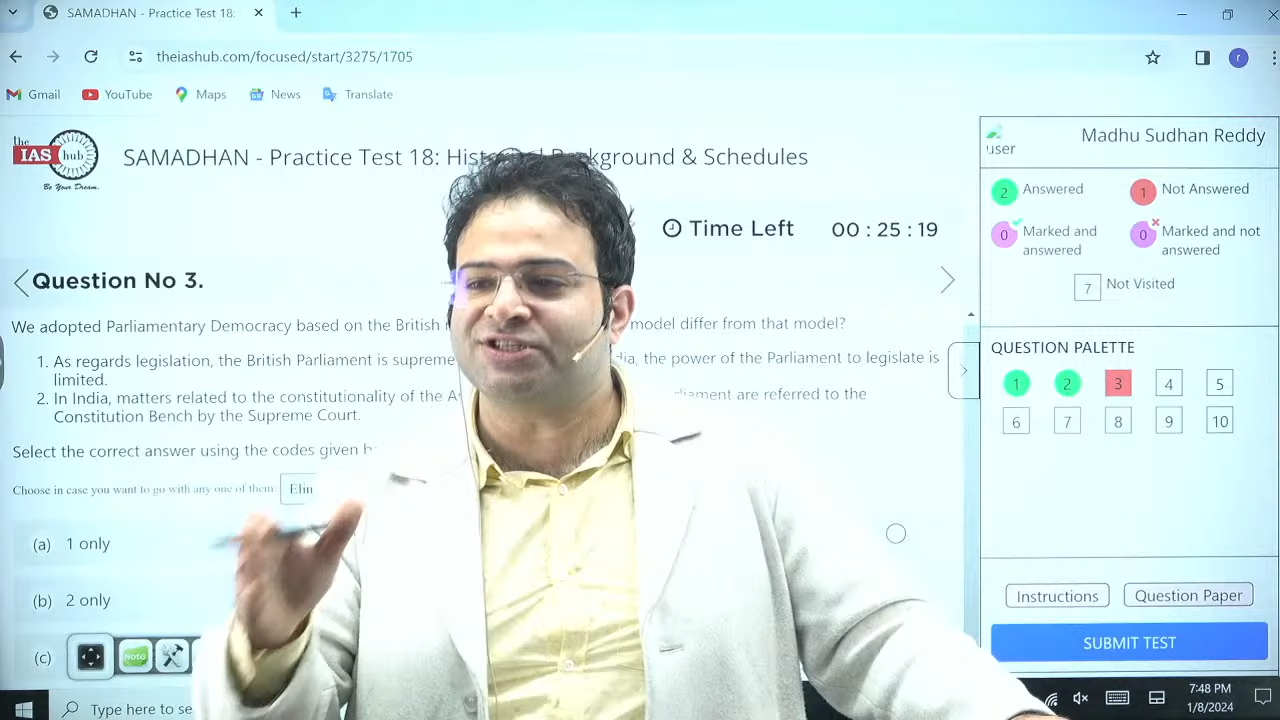 SAMADHAN - Practice Test 18:
theiashub.com/focused/start/3275/1705
r
Gmail
YouTube
Maps
News
Translate
the
IAS hub
Be Your Dream.
SAMADHAN - Practice Test 18: Hist & Schedules
Time Left 00 : 25 : 19
Question No 3.
We adopted Parliamentary Democracy based on the British model differ from that model?
1. As regards legislation, the British Parliament is supreme the power of the Parliament to legislate is
limited.
2. In India, matters related to the constitutionality of the are referred to the
Constitution Bench by the Supreme Court.
Select the correct answer using the codes given
Choose in case you want to go with any one of them:
(a) 1 only
(b) 2 only
(c)
Note
user
Madhu Sudhan Reddy
2 Answered
1 Not Answered
0 Marked and
answered
0 Marked and not
answered
7 Not Visited
QUESTION PALETTE
1 2 3 4 5
6 7 8 9 10
Instructions
Question Paper
SUBMIT TEST
Type here to
7:48 PM
1/8/2024